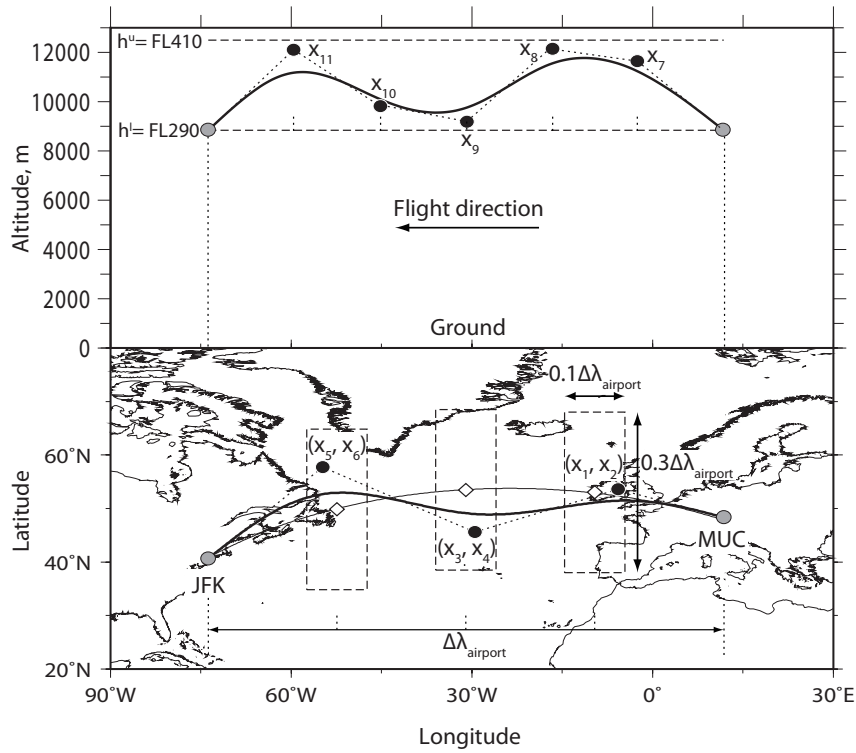 hᵘ= FL410
hˡ= FL290
12000
10000
8000
6000
4000
2000
0
Altitude, m
x₁₁
x₁₀
x₉
x₈
x₇
Flight direction
Ground
0.1Δλairport
0.3Δλairport
(x₅, x₆)
(x₃, x₄)
(x₁, x₂)
JFK
MUC
Δλairport
60˚N
40˚N
20˚N
Latitude
90˚W
60˚W
30˚W
0˚
30˚E
Longitude